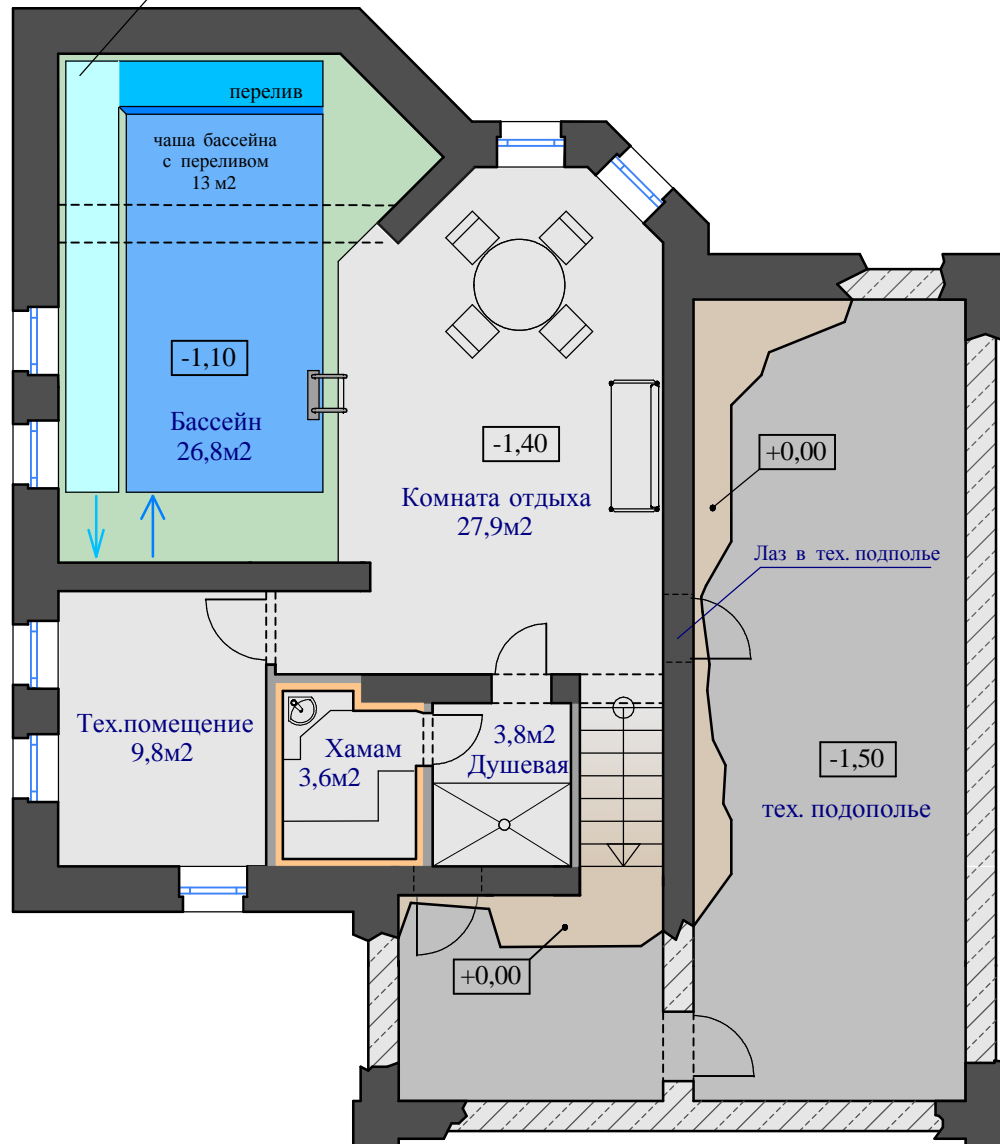 перелив
чаша бассейна
с переливом
13 м2
-1,10
Бассейн
26,8м2
-1,40
Комната отдыха
27,9м2
+0,00
Лаз в тех. подполье
Тех.помещение
9,8м2
Хамам
3,6м2
3,8м2
Душевая
-1,50
тех. подополье
+0,00